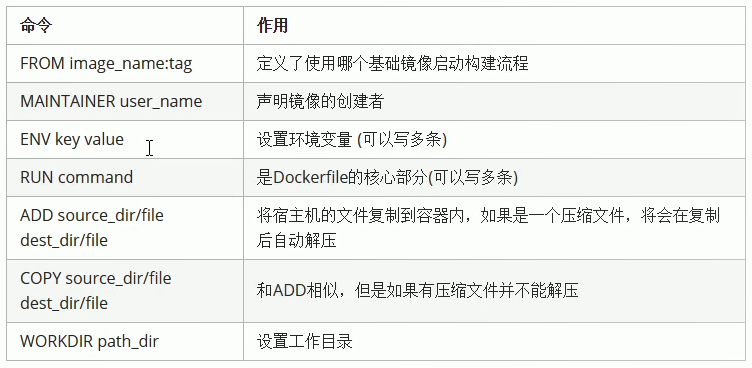 命令 作用
FROM image_name:tag 定义了使用哪个基础镜像启动构建流程
MAINTAINER user_name 声明镜像的创建者
ENV key value 设置环境变量 (可以写多条)
RUN command 是Dockerfile的核心部分(可以写多条)
ADD source_dir/file
dest_dir/file
将宿主机的文件复制到容器内，如果是一个压缩文件，将会在复制
后自动解压
COPY source_dir/file
dest_dir/file
和ADD相似，但是如果有压缩文件并不能解压
WORKDIR path_dir 设置工作目录